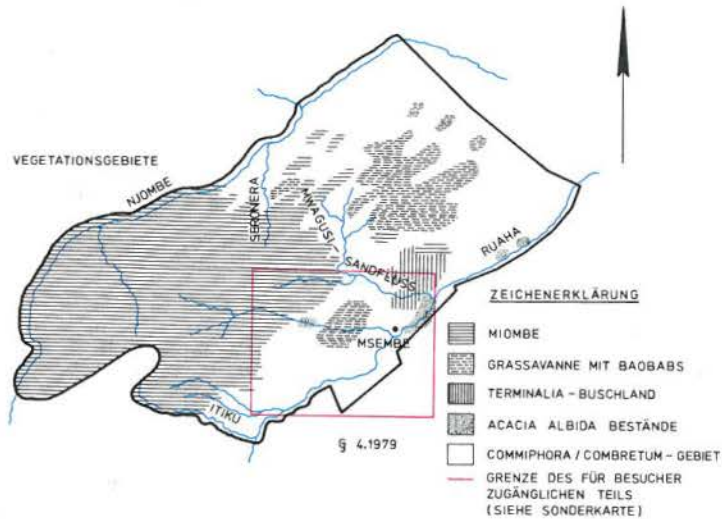 VEGETATIONSGEBIETE
NJOMBE
SERONERA
MWAGUSI
SANDFLUSS
RUAHA
MSEMBE
ITIKU
4.1979
ZEICHENERKLÄRUNG
MIOMBE
GRASSAVANNE MIT BAOBABS
TERMINALIA - BUSCHLAND
ACACIA ALBIDA BESTÄNDE
COMMIPHORA / COMBRETUM - GEBIET
GRENZE DES FÜR BESUCHER
ZUGÄNGLICHEN TEILS
(SIEHE SONDERKARTE)